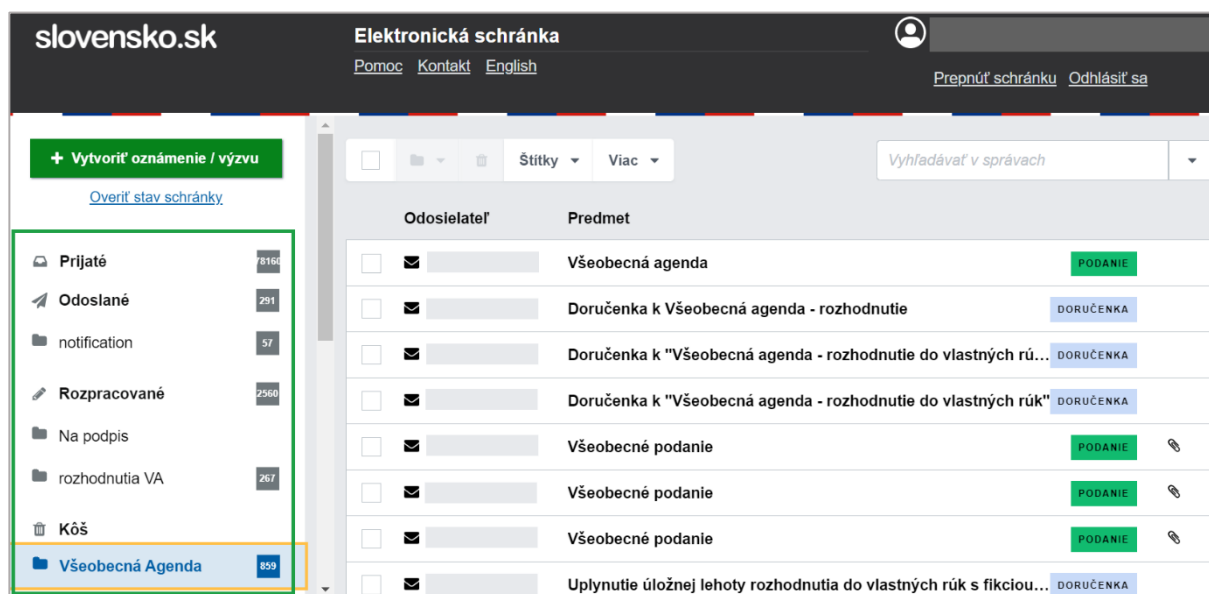 slovensko.sk
Elektronická schránka
Pomoc Kontakt English
Prepnúť schránku Odhlásiť sa
+ Vytvoriť oznámenie / výzvu
Overiť stav schránky
Prijaté 78160
Odoslané 291
notification 57
Rozpracované 2560
Na podpis
rozhodnutia VA 267
Kôš
Všeobecná Agenda 859
Štítky Viac
Vyhľadávať v správach
Odosielateľ Predmet
Všeobecná agenda PODANIE
Doručenka k Všeobecná agenda - rozhodnutie DORUČENKA
Doručenka k "Všeobecná agenda - rozhodnutie do vlastných rú... DORUČENKA
Doručenka k "Všeobecná agenda - rozhodnutie do vlastných rúk" DORUČENKA
Všeobecné podanie PODANIE
Všeobecné podanie PODANIE
Všeobecné podanie PODANIE
Uplynutie úložnej lehoty rozhodnutia do vlastných rúk s fikciou... DORUČENKA